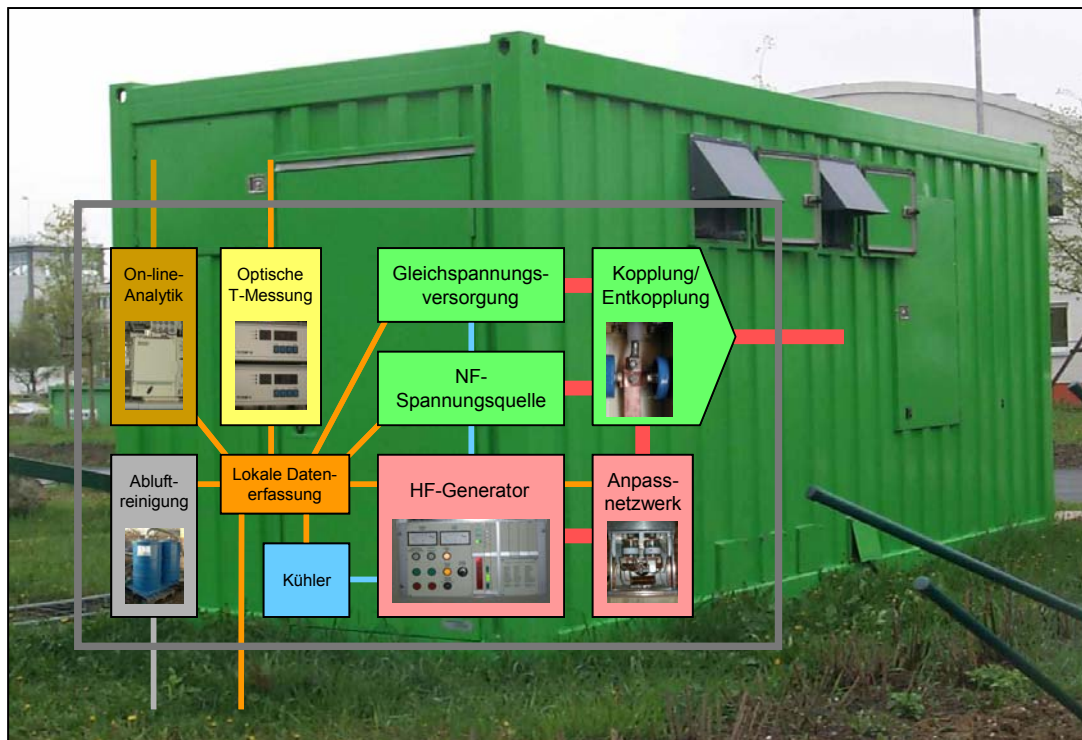 On-line-
Analytik
Optische
T-Messung
Gleichspannungs-
versorgung
Kopplung/
Entkopplung
NF-
Spannungsquelle
Abluft-
reinigung
Lokale Daten-
erfassung
HF-Generator
Anpass-
netzwerk
Kühler